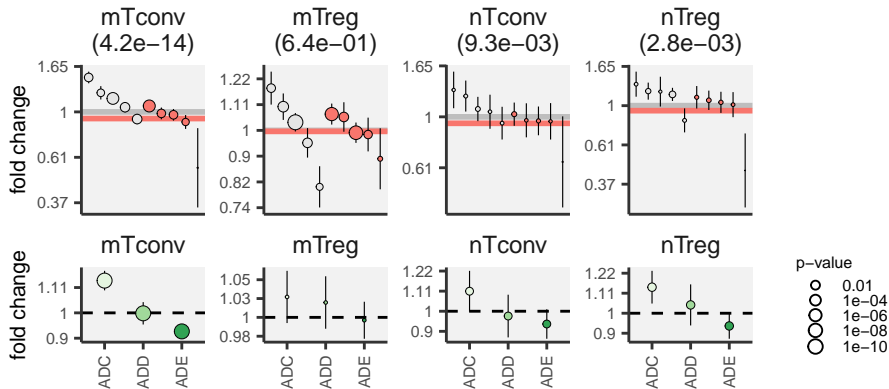 mTconv
(4.2e−14)
mTreg
(6.4e−01)
nTconv
(9.3e−03)
nTreg
(2.8e−03)
fold change
1.65
1
0.61
0.37
1.22
1.11
1
0.9
0.82
0.74
1.65
1
0.61
1.65
1
0.61
0.37
mTconv
mTreg
nTconv
nTreg
fold change
1.11
1
0.9
1.05
1.03
1
0.98
1.22
1.11
1
0.9
1.22
1.11
1
0.9
ADC
ADD
ADE
ADC
ADD
ADE
ADC
ADD
ADE
ADC
ADD
ADE
p−value
0.01
1e−04
1e−06
1e−08
1e−10